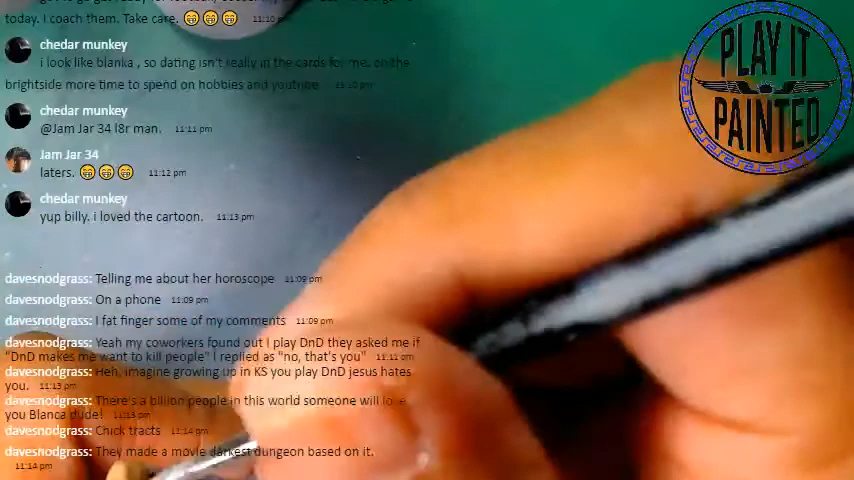 today. I coach them. Take care. 😁😁😁 11:10 p
chedar munkey
i look like blanka , so dating isn't really in the cards for me, on the
brightside more time to spend on hobbies and youtube 11:10 pm
chedar munkey
@Jam Jar 34 l8r man. 11:11 pm
Jam Jar 34
laters. 😁😁😁 11:12 pm
chedar munkey
yup billy. i loved the cartoon. 11:13 pm
davesnodgrass: Telling me about her horoscope 11:09 pm
davesnodgrass: On a phone 11:09 pm
davesnodgrass: I fat finger some of my comments 11:09 pm
davesnodgrass: Yeah my coworkers found out I play DnD they asked me if
"DnD makes me want to kill people" I replied as "no, that's you" 11:11 pm
davesnodgrass: Heh, imagine growing up in KS you play DnD jesus hates
you. 11:13 pm
davesnodgrass: There's a billion people in this world someone will love
you Blanca dude! 11:13 pm
davesnodgrass: Chick tracts 11:14 pm
davesnodgrass: They made a movie darkest dungeon based on it.
11:14 pm
PLAY IT
PAINTED